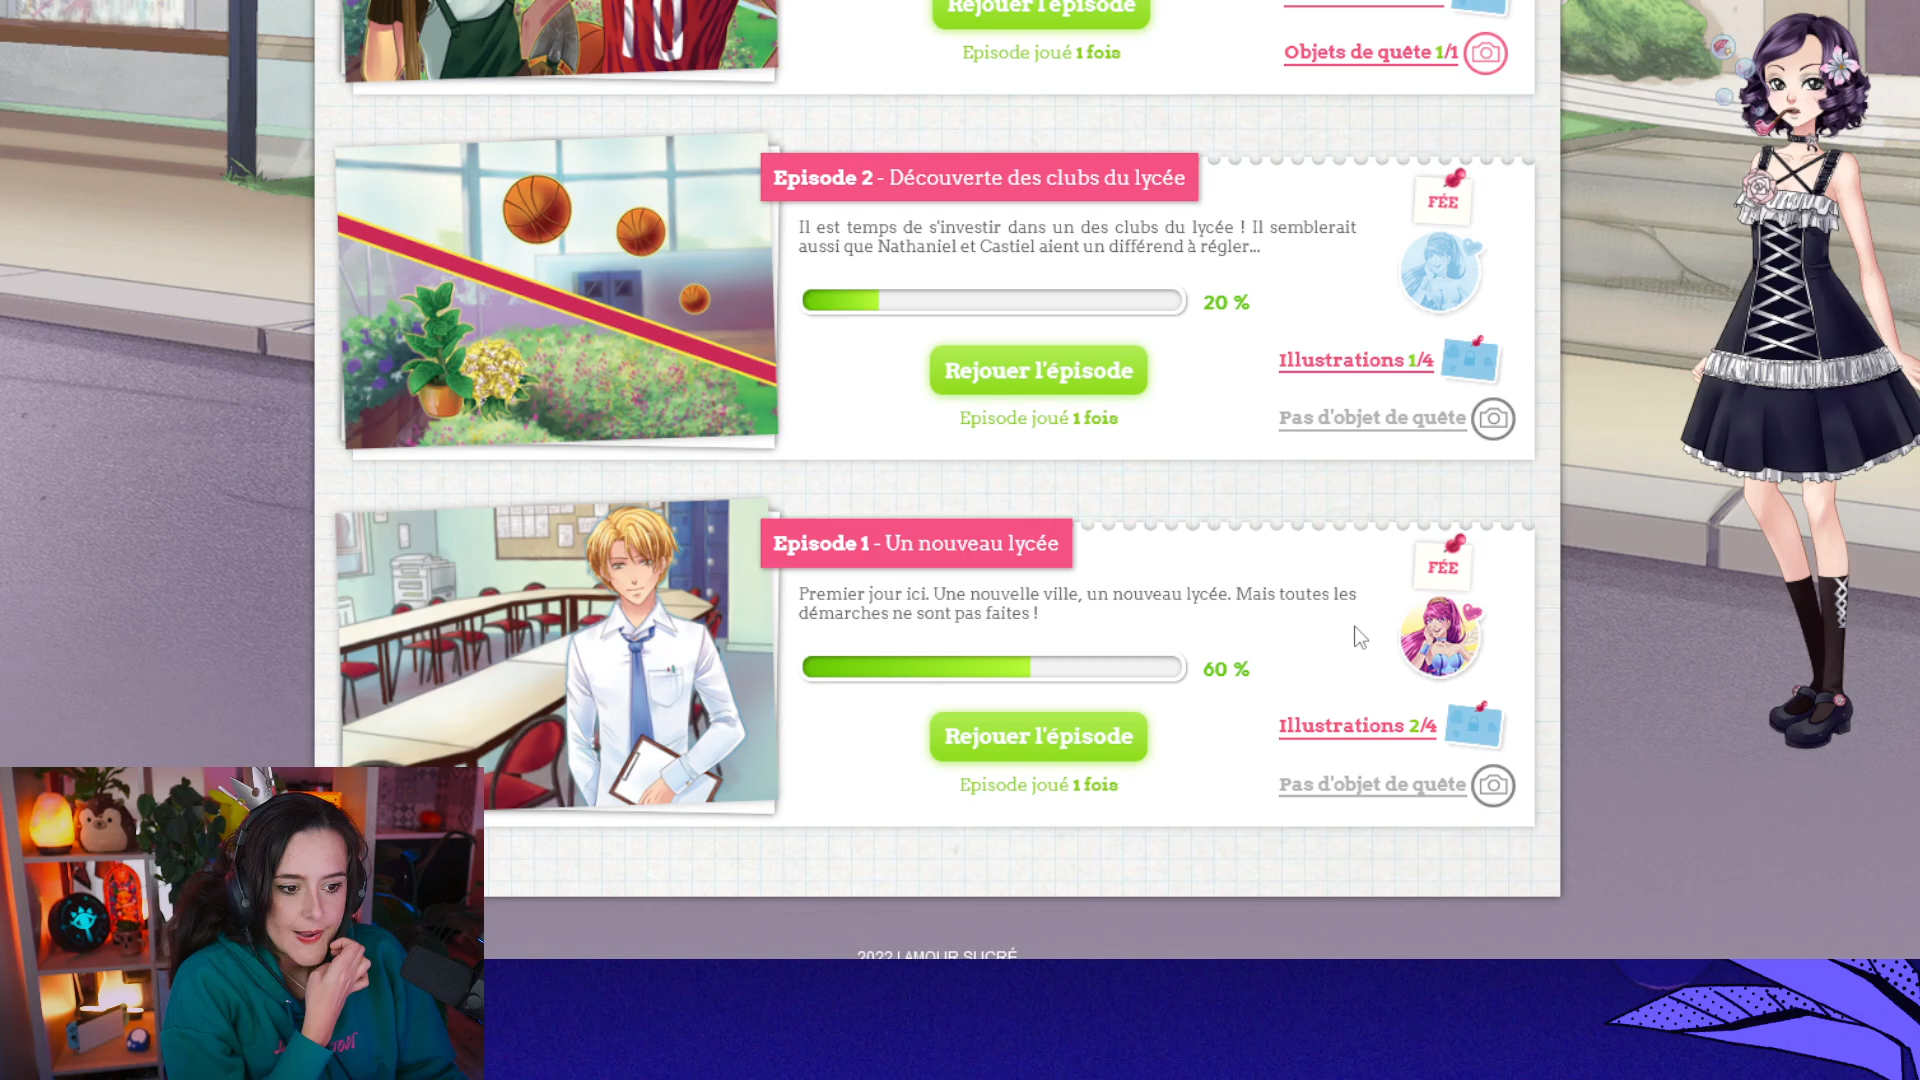 Rejouer l'épisode
Episode joué 1 fois
Objets de quête 1/1
Episode 2 - Découverte des clubs du lycée
FÉE
Il est temps de s'investir dans un des clubs du lycée ! Il semblerait
aussi que Nathaniel et Castiel aient un différend à régler...
20 %
Rejouer l'épisode
Illustrations 1/4
Episode joué 1 fois
Pas d'objet de quête
Episode 1 - Un nouveau lycée
FÉE
Premier jour ici. Une nouvelle ville, un nouveau lycée. Mais toutes les
démarches ne sont pas faites !
60 %
Rejouer l'épisode
Illustrations 2/4
Episode joué 1 fois
Pas d'objet de quête
2022 LAMOUR SUCRÉ